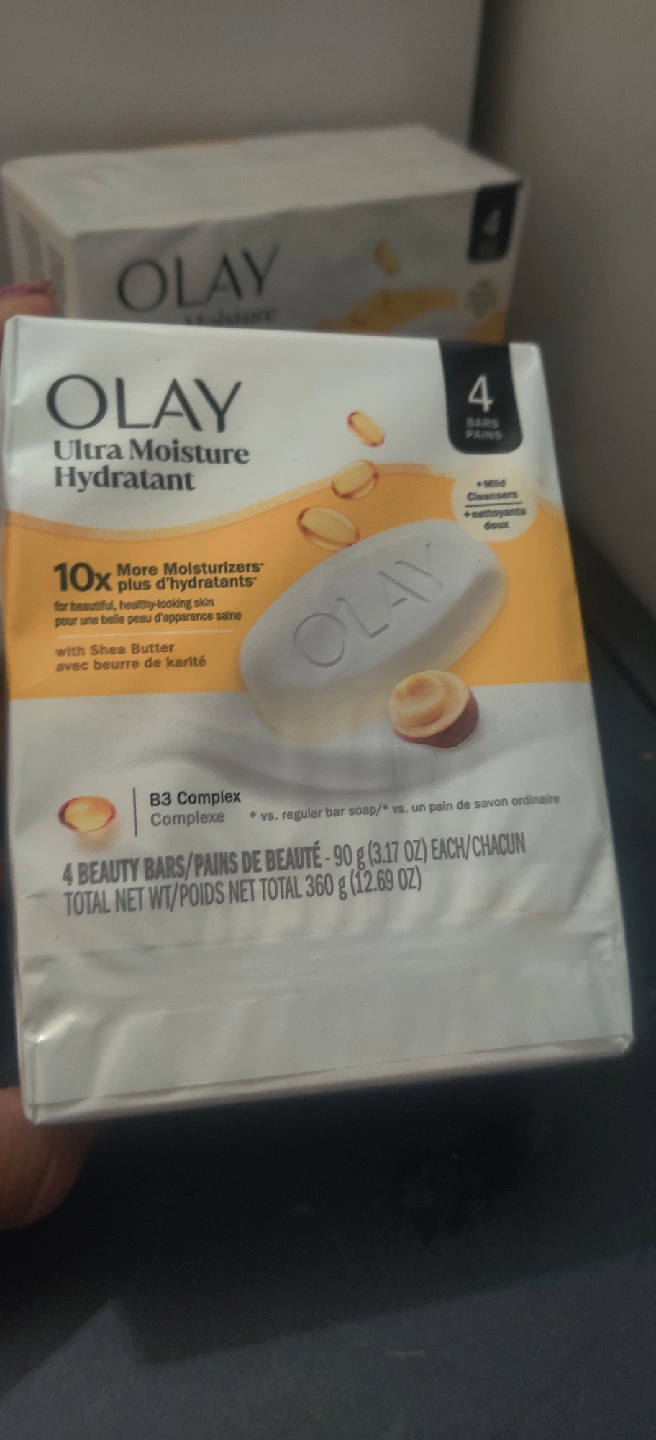 OLAY
4
OLAY
Ultra Moisture
Hydratant
4
BARS
PAINS
+Mild
Cleansers
+nettoyants
doux
10x More Moisturizers*
plus d'hydratants*
for beautiful, healthy-looking skin
pour une belle peau d'apparence saine
with Shea Butter
avec beurre de karité
OLAY
B3 Complex
Complexe
* vs. regular bar soap/* vs. un pain de savon ordinaire
4 BEAUTY BARS/PAINS DE BEAUTÉ - 90 g (3.17 OZ) EACH/CHACUN
TOTAL NET WT/POIDS NET TOTAL 360 g (12.69 OZ)